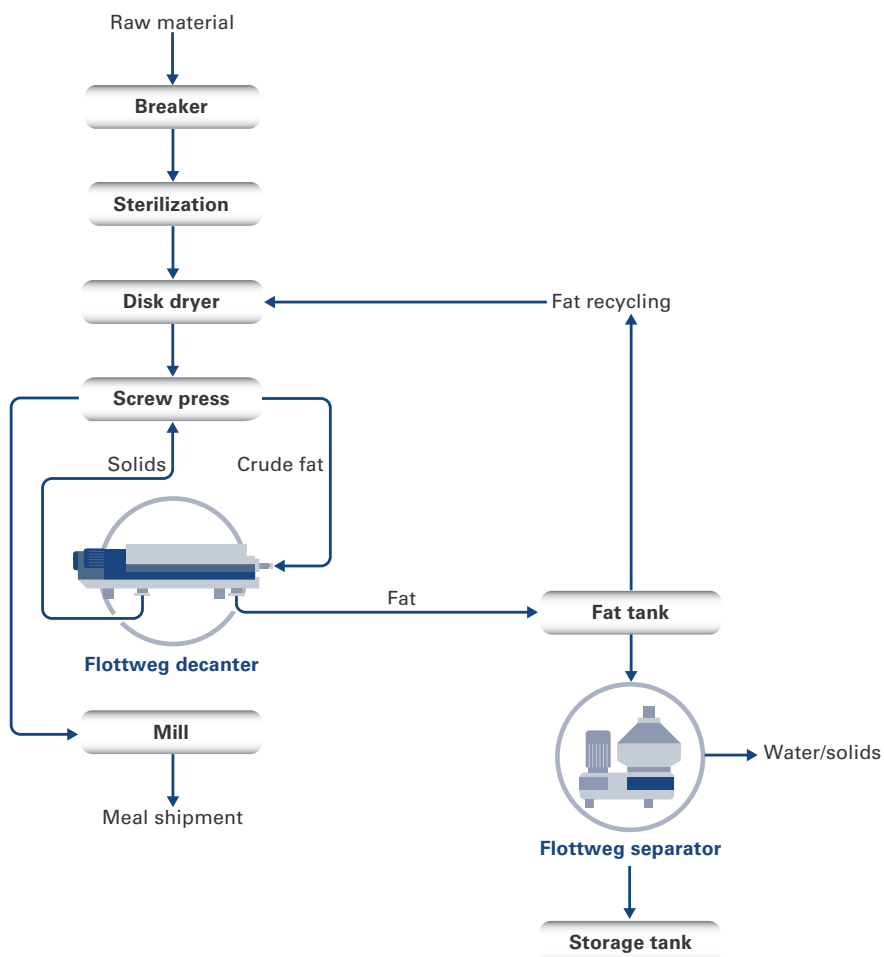 Raw material
Breaker
Sterilization
Disk dryer
Fat recycling
Screw press
Solids
Crude fat
Fat
Fat tank
Flottweg decanter
Mill
Water/solids
Meal shipment
Flottweg separator
Storage tank